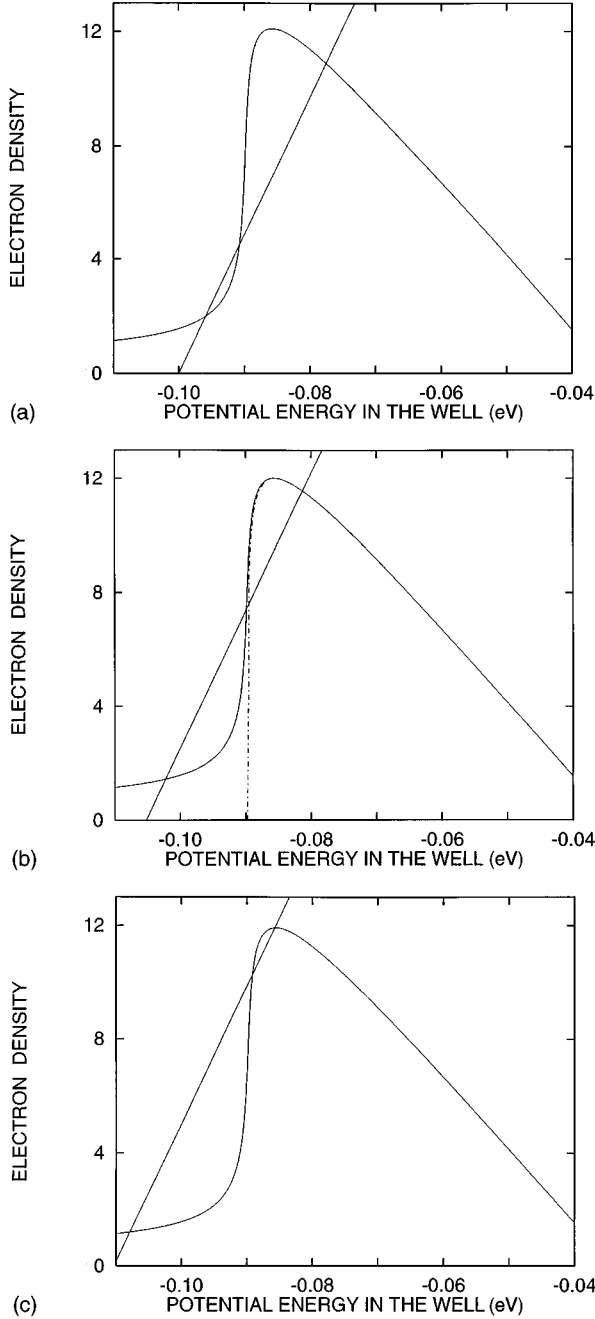 12
8
4
0
ELECTRON DENSITY
-0.10 -0.08 -0.06 -0.04
(a) POTENTIAL ENERGY IN THE WELL (eV)
12
8
4
0
ELECTRON DENSITY
-0.10 -0.08 -0.06 -0.04
(b) POTENTIAL ENERGY IN THE WELL (eV)
12
8
4
0
ELECTRON DENSITY
-0.10 -0.08 -0.06 -0.04
(c) POTENTIAL ENERGY IN THE WELL (eV)